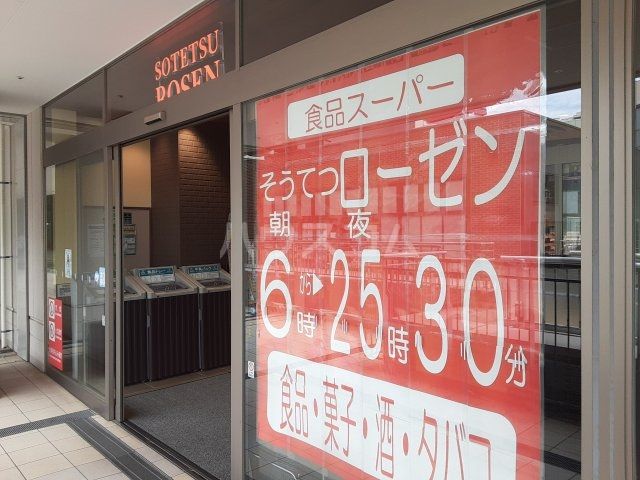 SOTETSU
ROSEN
食品スーパー
そうてつローゼン
朝 夜
6時から▶25時30分
食品・菓子・酒・タバコ